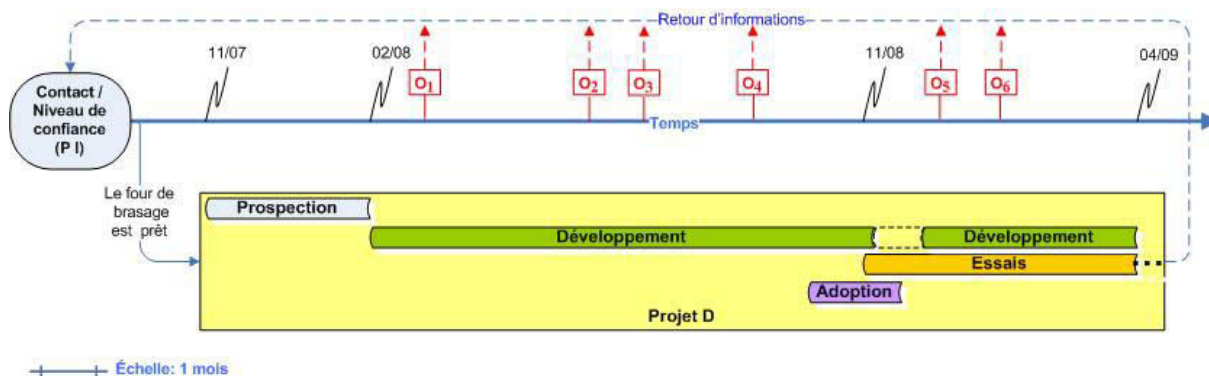 Retour d'informations
11/07
02/08
11/08
04/09
O1
O2
O3
O4
O5
O6
Contact /
Niveau de
confiance
(P I)
Temps
Le four de
brasage
est prêt
Prospection
Développement
Développement
Essais
Adoption
Projet D
Échelle: 1 mois